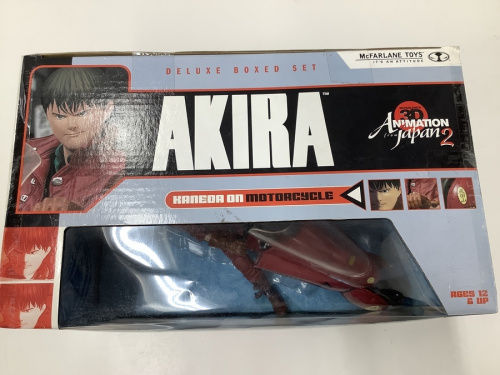 McFARLANE TOYS
IT'S AN ATTITUDE
DELUXE BOXED SET
AKIRA™
3D
ANIMATION
from
Japan 2
KANEDA ON MOTORCYCLE
AGES 12
& UP